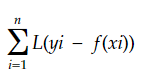 n
∑ L(yi − f(xi))
i=1